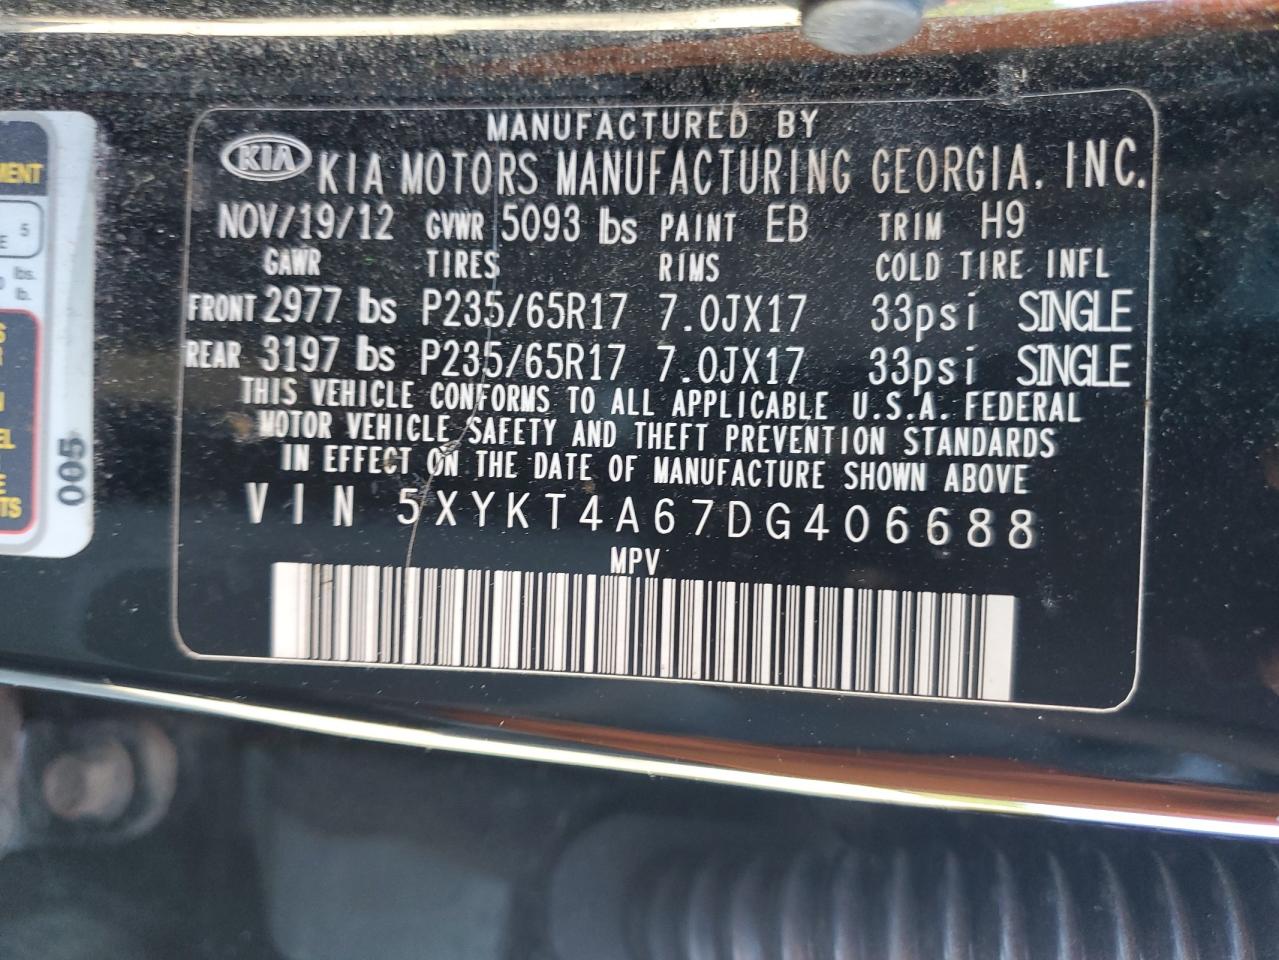 MANUFACTURED BY
KIA KIA MOTORS MANUFACTURING GEORGIA, INC.
NOV/19/12 GVWR 5093 lbs PAINT EB TRIM H9
GAWR TIRES RIMS COLD TIRE INFL
FRONT 2977 lbs P235/65R17 7.0JX17 33psi SINGLE
REAR 3197 lbs P235/65R17 7.0JX17 33psi SINGLE
THIS VEHICLE CONFORMS TO ALL APPLICABLE U.S.A. FEDERAL
MOTOR VEHICLE SAFETY AND THEFT PREVENTION STANDARDS
IN EFFECT ON THE DATE OF MANUFACTURE SHOWN ABOVE
VIN 5XYKT4A67DG406688
MPV
5
lbs.
lb.
005